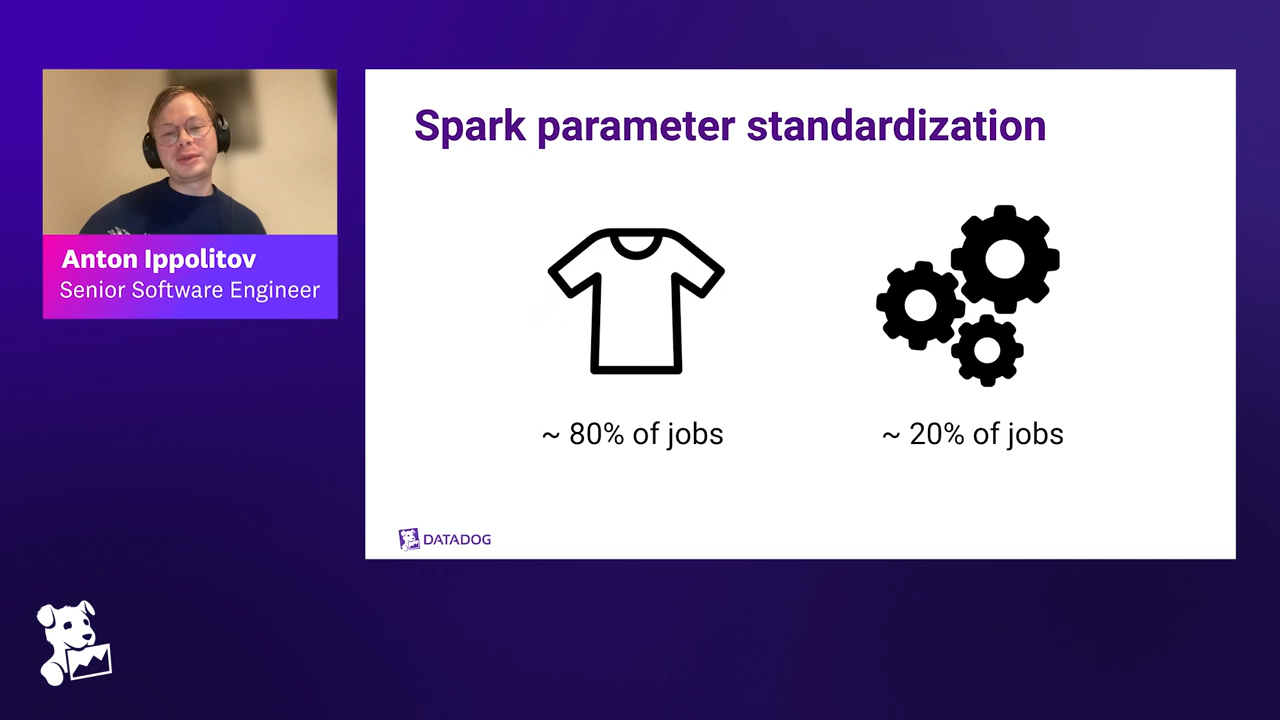 Anton Ippolitov
Senior Software Engineer
Spark parameter standardization
~ 80% of jobs
~ 20% of jobs
DATADOG